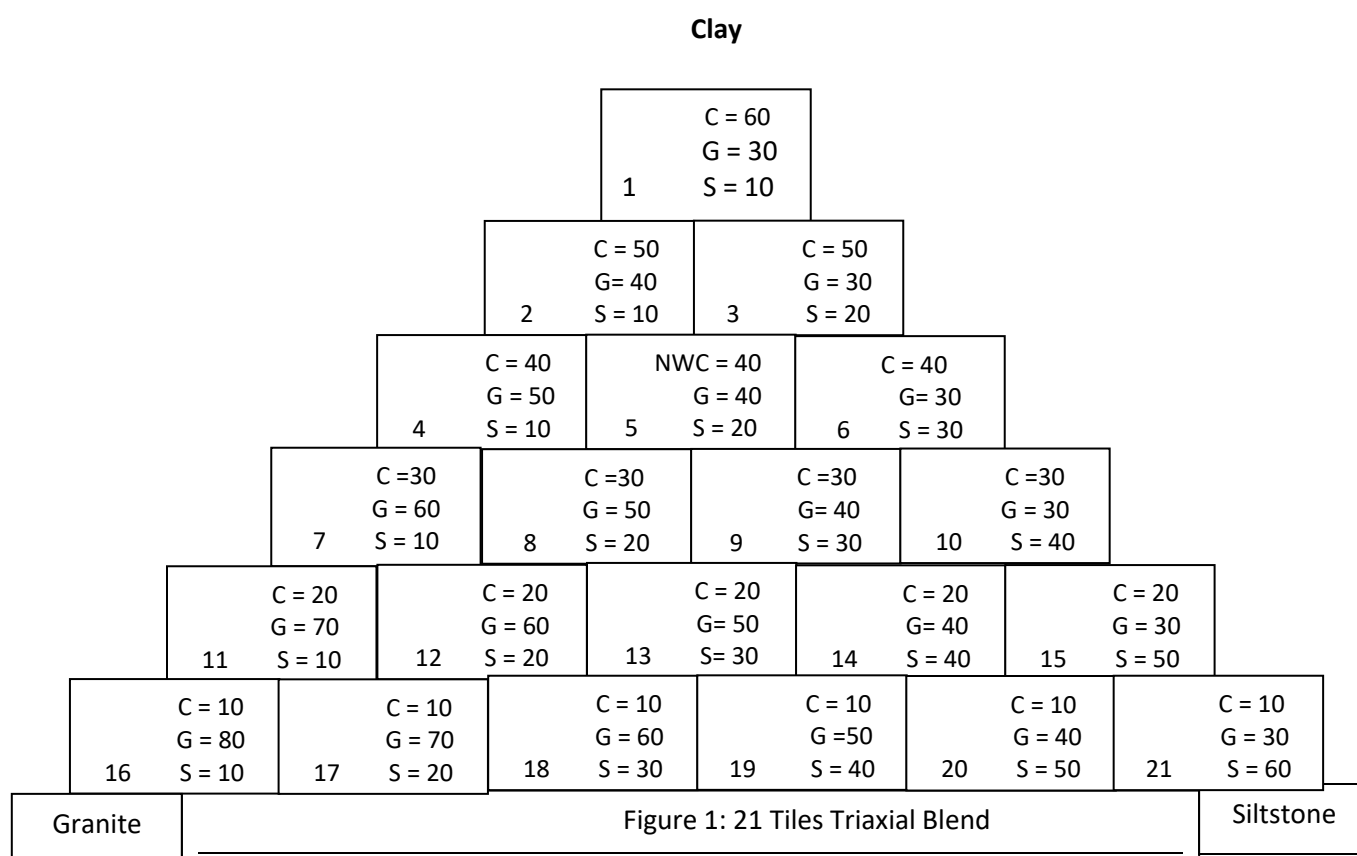 Clay
C = 60
G = 30
1 S = 10
C = 50 C = 50
G= 40 G = 30
2 S = 10 3 S = 20
C = 40 NWC = 40 C = 40
G = 50 G = 40 G= 30
4 S = 10 5 S = 20 6 S = 30
C =30 C =30 C =30 C =30
G = 60 G = 50 G= 40 G = 30
7 S = 10 8 S = 20 9 S = 30 10 S = 40
C = 20 C = 20 C = 20 C = 20 C = 20
G = 70 G = 60 G= 50 G= 40 G = 30
11 S = 10 12 S = 20 13 S= 30 14 S = 40 15 S = 50
C = 10 C = 10 C = 10 C = 10 C = 10 C = 10
G = 80 G = 70 G = 60 G =50 G = 40 G = 30
16 S = 10 17 S = 20 18 S = 30 19 S = 40 20 S = 50 21 S = 60
Granite Figure 1: 21 Tiles Triaxial Blend Siltstone